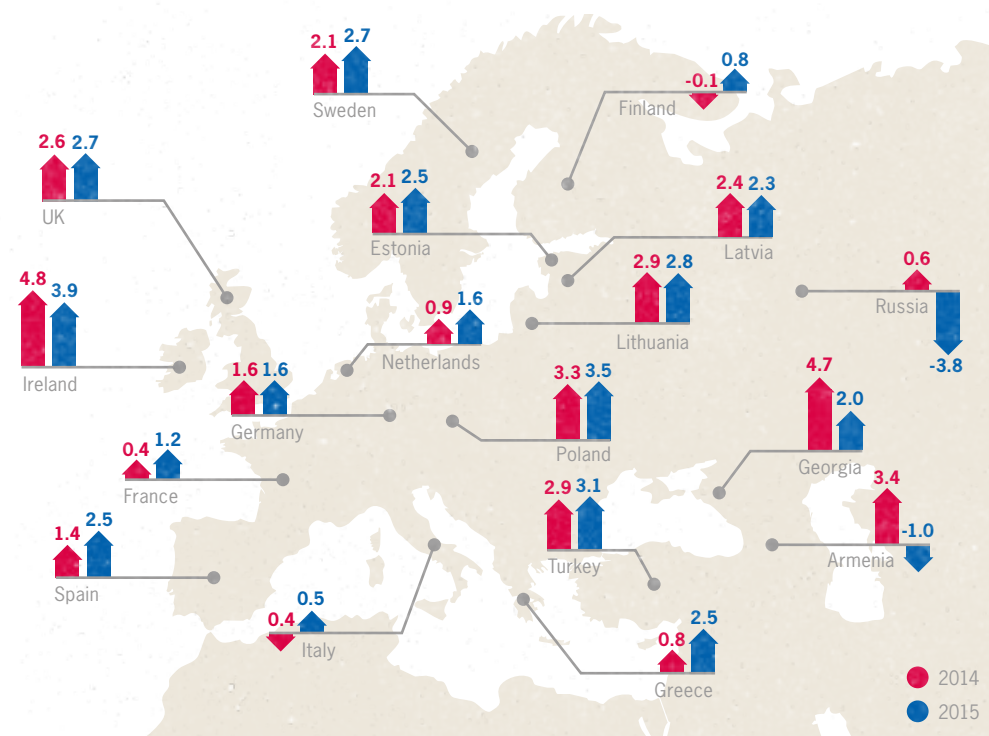 2.1 2.7
Sweden
-0.1 0.8
Finland
2.6 2.7
UK
2.1 2.5
Estonia
2.4 2.3
Latvia
4.8 3.9
Ireland
0.9 1.6
Netherlands
2.9 2.8
Lithuania
0.6
Russia
-3.8
1.6 1.6
Germany
3.3 3.5
Poland
4.7 2.0
Georgia
0.4 1.2
France
2.9 3.1
Turkey
3.4 -1.0
Armenia
1.4 2.5
Spain
0.4 0.5
Italy
0.8 2.5
Greece
2014
2015